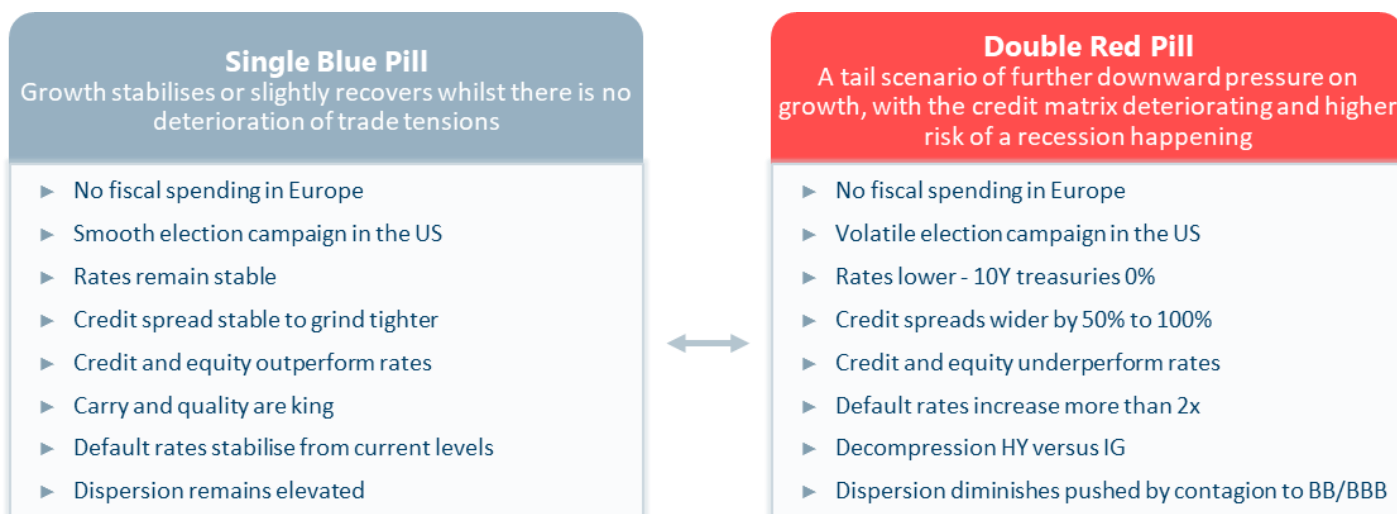 Single Blue Pill
Growth stabilises or slightly recovers whilst there is no
deterioration of trade tensions
► No fiscal spending in Europe
► Smooth election campaign in the US
► Rates remain stable
► Credit spread stable to grind tighter
► Credit and equity outperform rates
► Carry and quality are king
► Default rates stabilise from current levels
► Dispersion remains elevated
Double Red Pill
A tail scenario of further downward pressure on
growth, with the credit matrix deteriorating and higher
risk of a recession happening
► No fiscal spending in Europe
► Volatile election campaign in the US
► Rates lower - 10Y treasuries 0%
► Credit spreads wider by 50% to 100%
► Credit and equity underperform rates
► Default rates increase more than 2x
► Decompression HY versus IG
► Dispersion diminishes pushed by contagion to BB/BBB